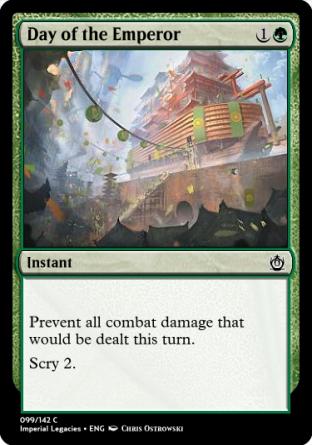 Day of the Emperor 1
Instant
Prevent all combat damage that
would be dealt this turn.
Scry 2.
099/142 C
Imperial Legacies • ENG Chris Ostrowski